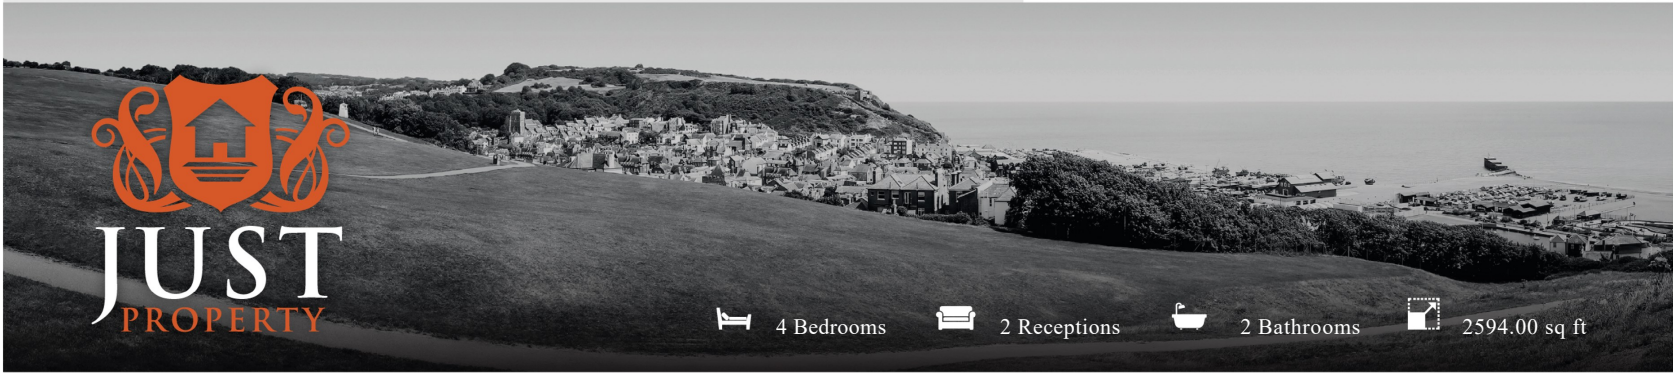 JUST
PROPERTY
4 Bedrooms
2 Receptions
2 Bathrooms
2594.00 sq ft